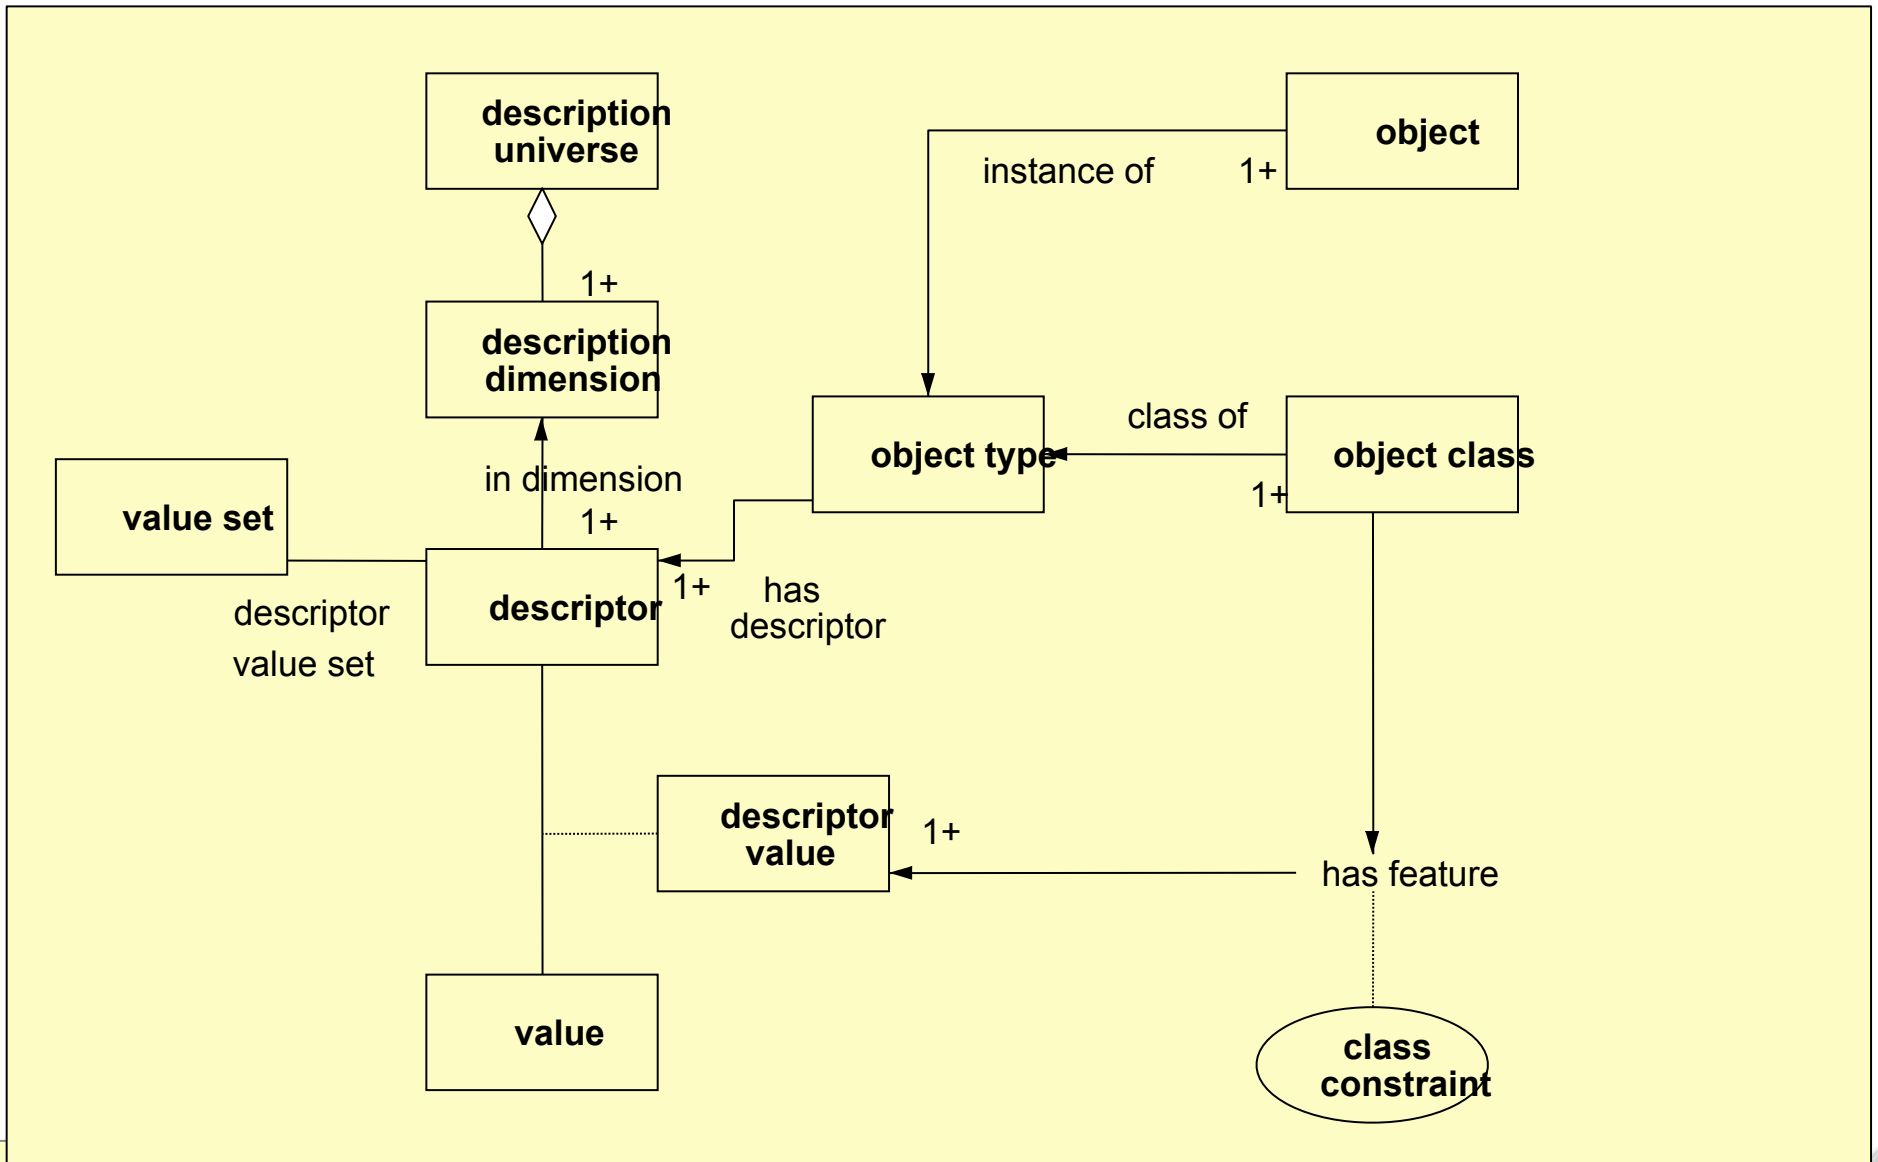 description
universe
object
instance of
1+
1+
description
dimension
class of
object type
object class
1+
in dimension
value set
1+
descriptor
1+
has
descriptor
descriptor
value set
descriptor
value
1+
has feature
value
class
constraint